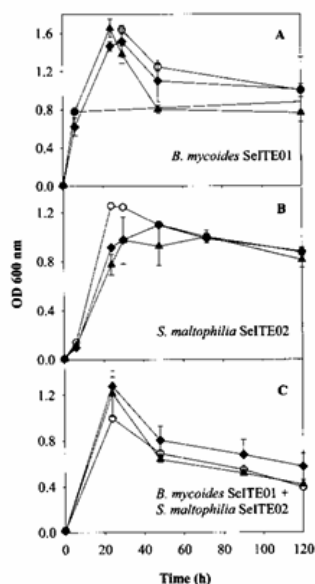 A
1.6
1.2
0.8
0.4
0.0
B. mycoides SeITE01
B
1.2
0.8
0.4
0.0
S. maltophilia SeITE02
OD 600 nm
C
1.2
0.8
0.4
0.0
B. mycoides SeITE01 +
S. maltophilia SeITE02
0 20 40 60 80 100 120
Time (h)